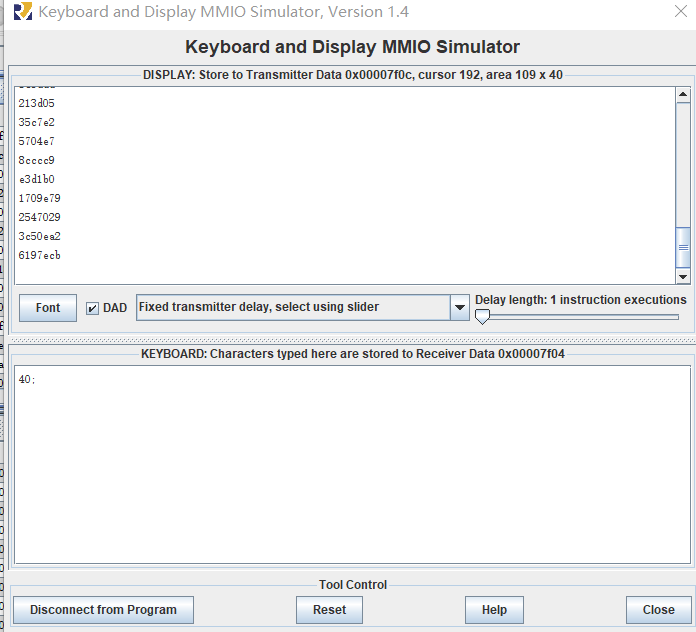 Keyboard and Display MMIO Simulator, Version 1.4
Keyboard and Display MMIO Simulator
DISPLAY: Store to Transmitter Data 0x00007f0c, cursor 192, area 109 x 40
213d05
35c7e2
5704e7
8cccc9
e3d1b0
1709e79
2547029
3c50ea2
6197ecb
Font
DAD
Fixed transmitter delay, select using slider
Delay length: 1 instruction executions
KEYBOARD: Characters typed here are stored to Receiver Data 0x00007f04
40;
Tool Control
Disconnect from Program
Reset
Help
Close